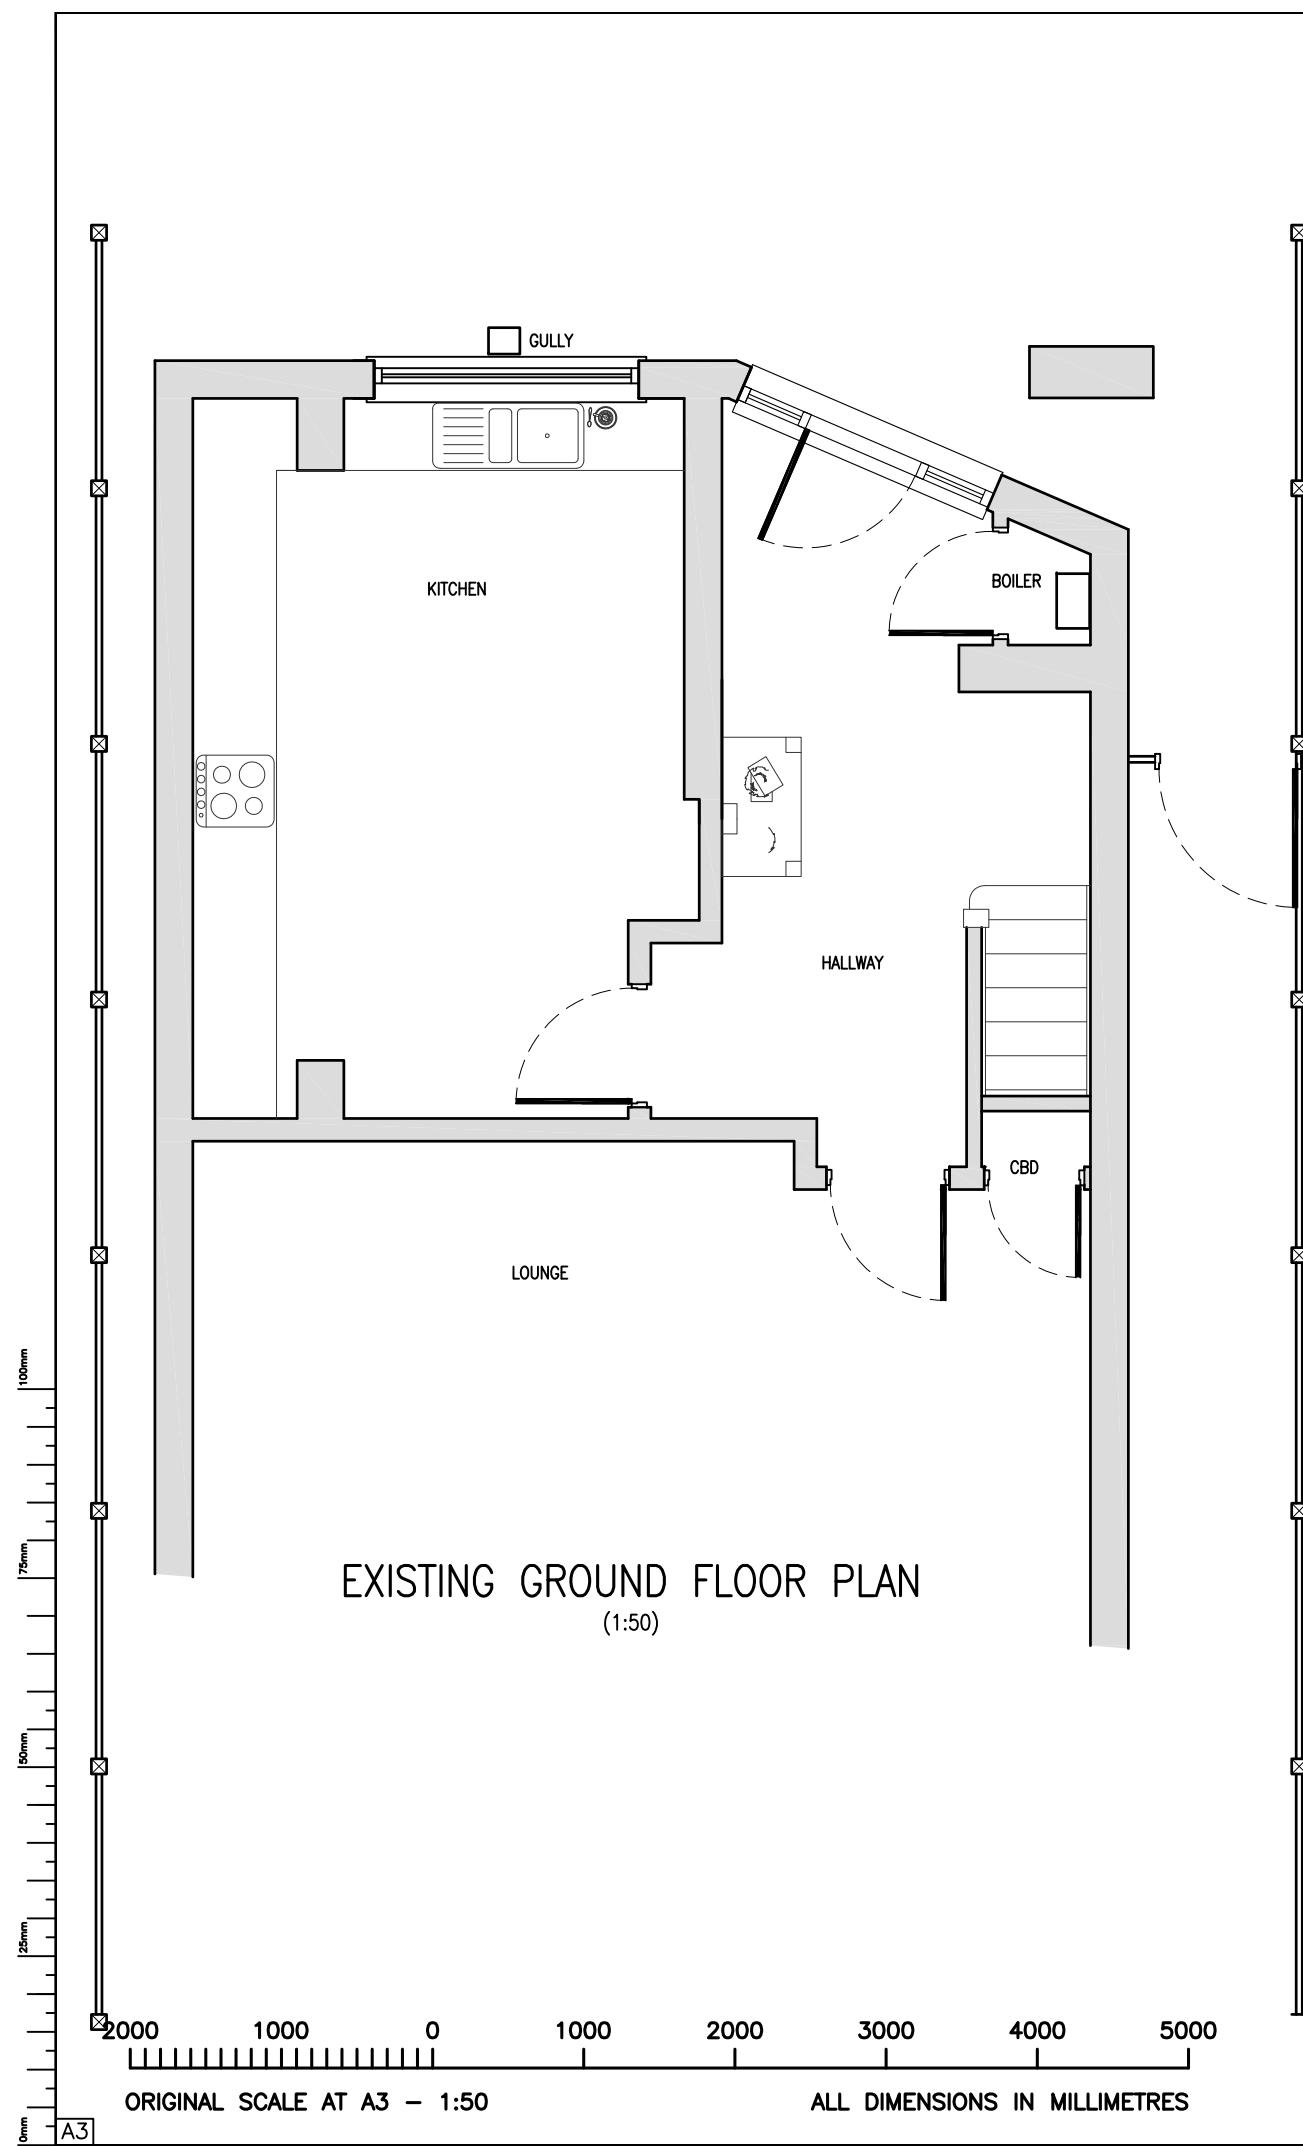 GULLY
KITCHEN
BOILER
HALLWAY
CBD
LOUNGE
100mm
75mm
50mm
25mm
0mm
EXISTING GROUND FLOOR PLAN
(1:50)
2000 1000 0 1000 2000 3000 4000 5000
ORIGINAL SCALE AT A3 – 1:50
ALL DIMENSIONS IN MILLIMETRES
A3